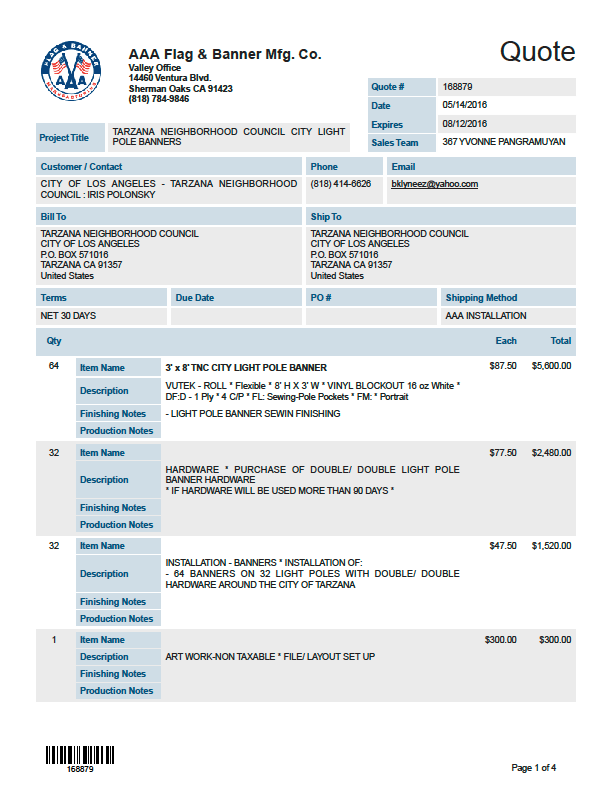 FLAG & BANNER
AAA
MANUFACTURING
AAA Flag & Banner Mfg. Co.
Valley Office
14460 Ventura Blvd.
Sherman Oaks CA 91423
(818) 784-9846
Quote
Quote # 168879
Date 05/14/2016
Expires 08/12/2016
Sales Team 367 YVONNE PANGRAMUYAN
Project Title TARZANA NEIGHBORHOOD COUNCIL CITY LIGHT
POLE BANNERS
Customer / Contact Phone Email
CITY OF LOS ANGELES - TARZANA NEIGHBORHOOD (818) 414-6626 bklyneez@yahoo.com
COUNCIL : IRIS POLONSKY
Bill To Ship To
TARZANA NEIGHBORHOOD COUNCIL TARZANA NEIGHBORHOOD COUNCIL
CITY OF LOS ANGELES CITY OF LOS ANGELES
P.O. BOX 571016 P.O. BOX 571016
TARZANA CA 91357 TARZANA CA 91357
United States United States
Terms Due Date PO # Shipping Method
NET 30 DAYS AAA INSTALLATION
Qty Each Total
64 Item Name 3' x 8' TNC CITY LIGHT POLE BANNER $87.50 $5,600.00
Description VUTEK - ROLL * Flexible * 8' H X 3' W * VINYL BLOCKOUT 16 oz White *
DF:D - 1 Ply * 4 C/P * FL: Sewing-Pole Pockets * FM: * Portrait
Finishing Notes - LIGHT POLE BANNER SEWIN FINISHING
Production Notes
32 Item Name $77.50 $2,480.00
Description HARDWARE * PURCHASE OF DOUBLE/ DOUBLE LIGHT POLE
BANNER HARDWARE
* IF HARDWARE WILL BE USED MORE THAN 90 DAYS *
Finishing Notes
Production Notes
32 Item Name $47.50 $1,520.00
Description INSTALLATION - BANNERS * INSTALLATION OF:
- 64 BANNERS ON 32 LIGHT POLES WITH DOUBLE/ DOUBLE
HARDWARE AROUND THE CITY OF TARZANA
Finishing Notes
Production Notes
1 Item Name $300.00 $300.00
Description ART WORK-NON TAXABLE * FILE/ LAYOUT SET UP
Finishing Notes
Production Notes
168879
Page 1 of 4